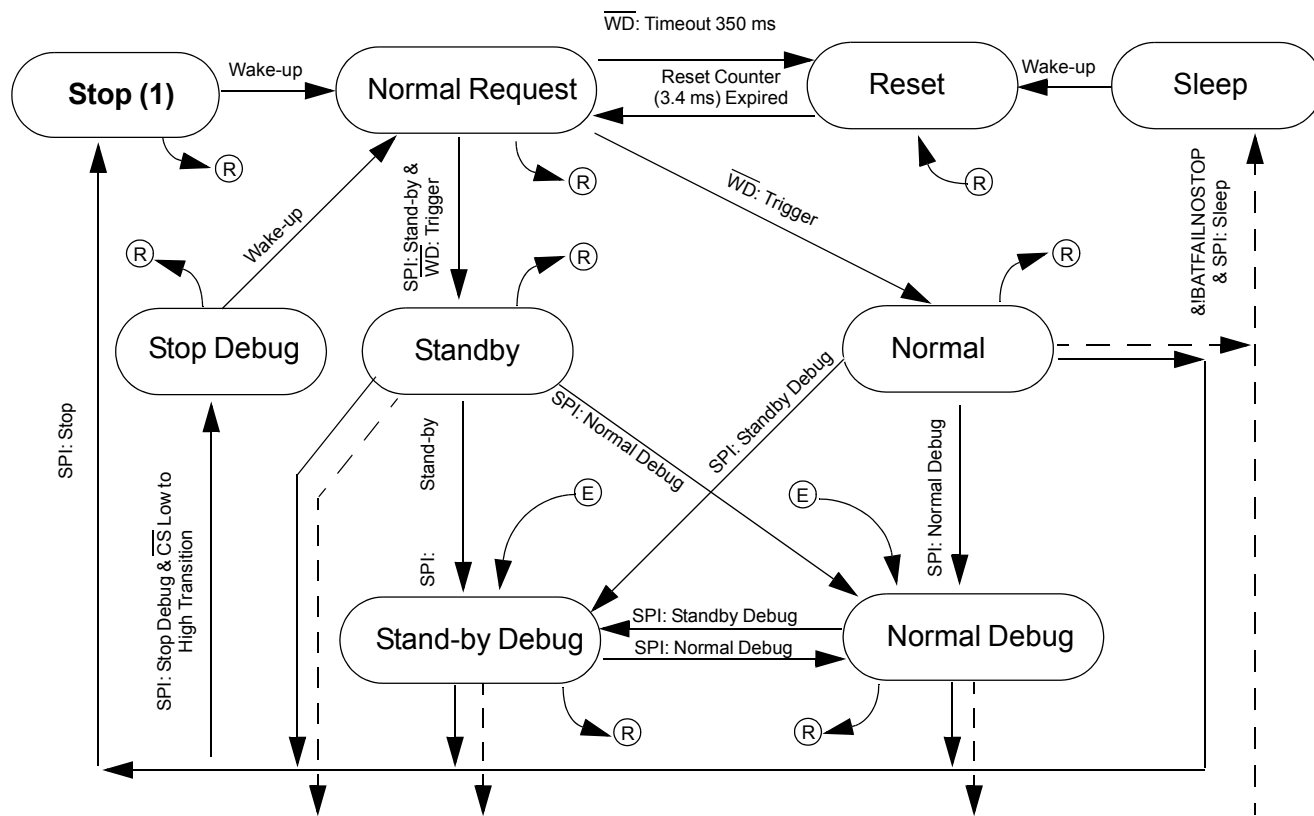 WD: Timeout 350 ms
Stop (1)
Wake-up
Normal Request
Reset Counter
(3.4 ms) Expired
Reset
Wake-up
Sleep
R
R
R
SPI: Stand-by &
WD: Trigger
WD: Trigger
&!BATFAILNOSTOP
& SPI: Sleep
Wake-up
R
R
R
Stop Debug
Standby
Normal
SPI: Stop
SPI: Stop Debug & CS Low to
High Transition
Stand-by
SPI:
SPI: Normal Debug
SPI: Standby Debug
SPI: Normal Debug
E
E
Stand-by Debug
SPI: Standby Debug
SPI: Normal Debug
Normal Debug
R
R